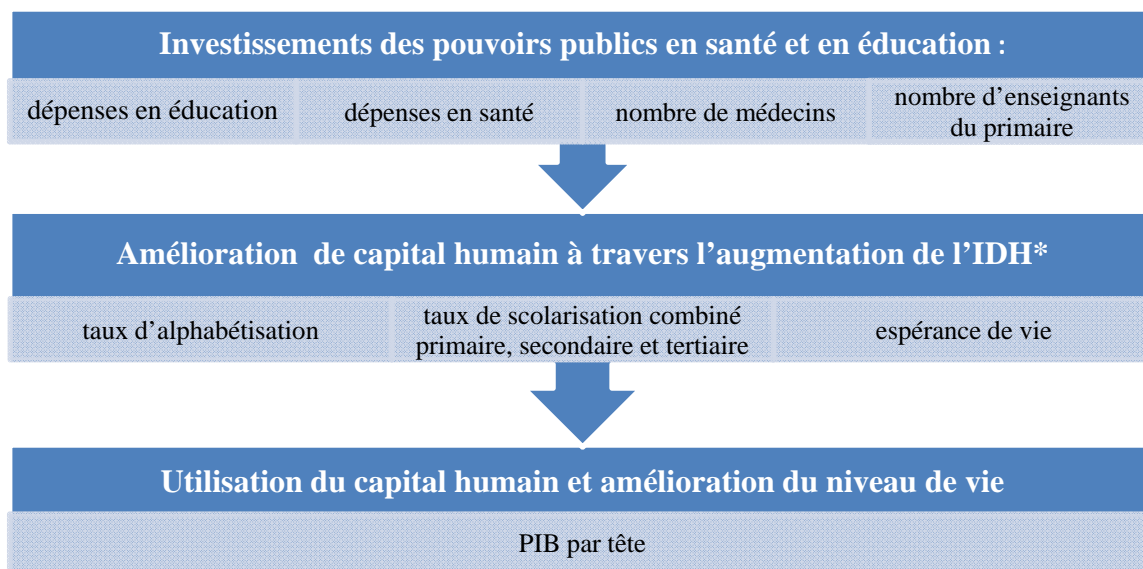 Investissements des pouvoirs publics en santé et en éducation :
dépenses en éducation
dépenses en santé
nombre de médecins
nombre d’enseignants
du primaire
Amélioration de capital humain à travers l’augmentation de l’IDH*
taux d’alphabétisation
taux de scolarisation combiné
primaire, secondaire et tertiaire
espérance de vie
Utilisation du capital humain et amélioration du niveau de vie
PIB par tête